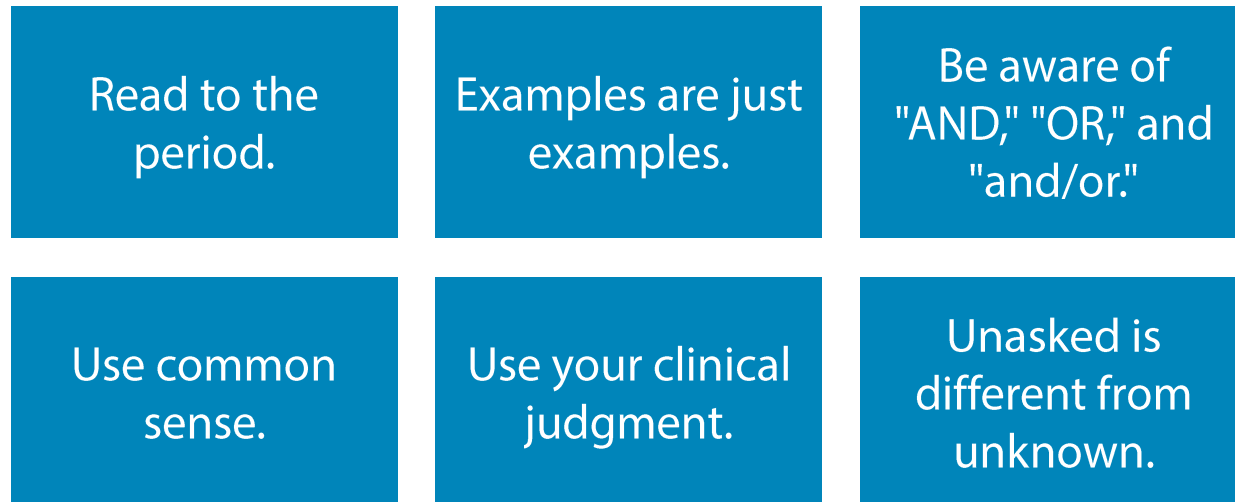 Read to the
period.
Examples are just
examples.
Be aware of
"AND," "OR," and
"and/or."
Use common
sense.
Use your clinical
judgment.
Unasked is
different from
unknown.